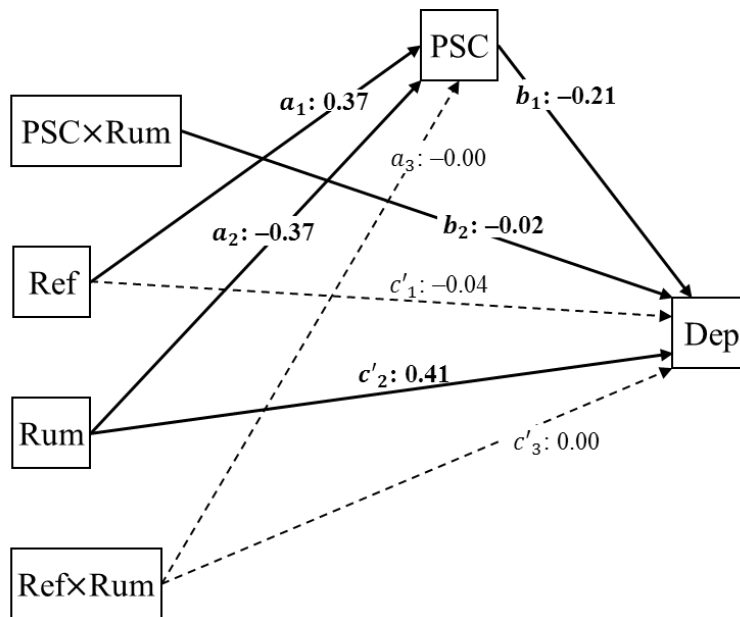 PSC
a₁: 0.37
b₁: –0.21
PSC×Rum
a₃: –0.00
a₂: –0.37
b₂: –0.02
Ref
c′₁: –0.04
Dep
c′₂: 0.41
Rum
c′₃: 0.00
Ref×Rum